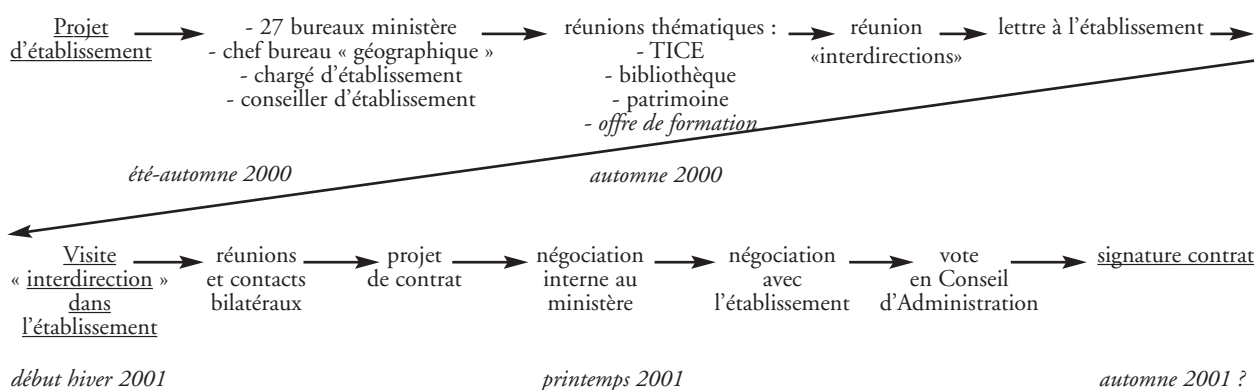 Projet
d'établissement
- 27 bureaux ministère
- chef bureau « géographique »
- chargé d'établissement
- conseiller d'établissement
réunions thématiques :
- TICE
- bibliothèque
- patrimoine
- offre de formation
réunion
«interdirections»
lettre à l'établissement
été-automne 2000
automne 2000
Visite
« interdirection »
dans
l'établissement
réunions
et contacts
bilatéraux
projet
de contrat
négociation
interne au
ministère
négociation
avec
l'établissement
vote
en Conseil
d'Administration
signature contrat
début hiver 2001
printemps 2001
automne 2001 ?